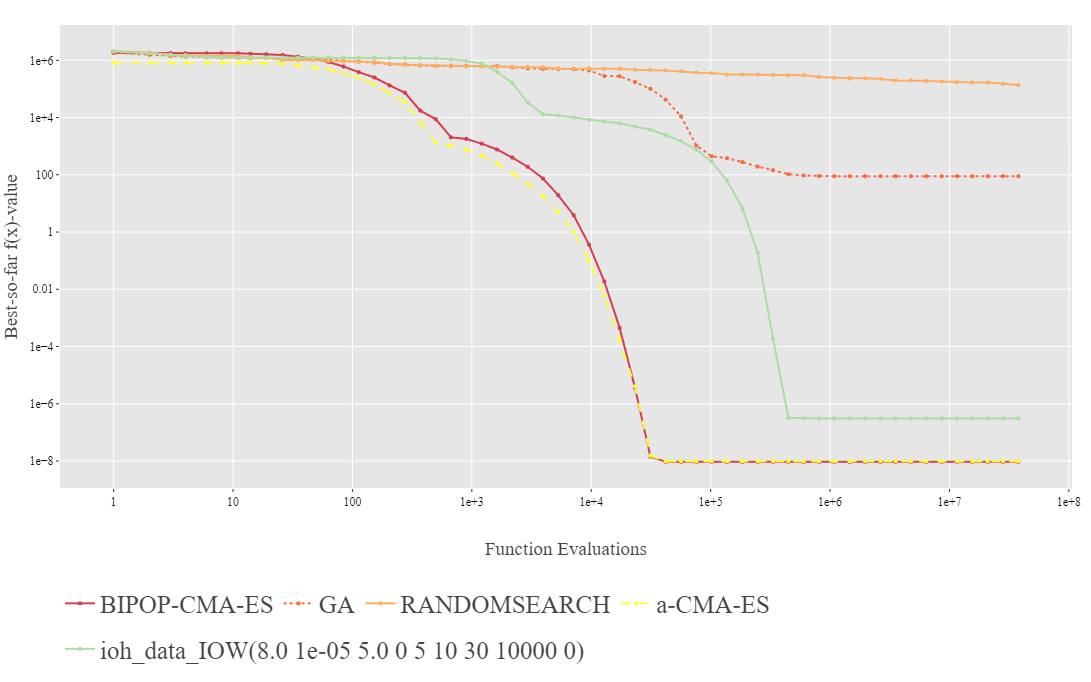 1e+6
1e+4
100
1
0.01
1e−4
1e−6
1e−8
Best-so-far f(x)-value
1 10 100 1e+3 1e+4 1e+5 1e+6 1e+7 1e+8
Function Evaluations
BIPOP-CMA-ES GA RANDOMSEARCH a-CMA-ES
ioh_data_IOW(8.0 1e-05 5.0 0 5 10 30 10000 0)